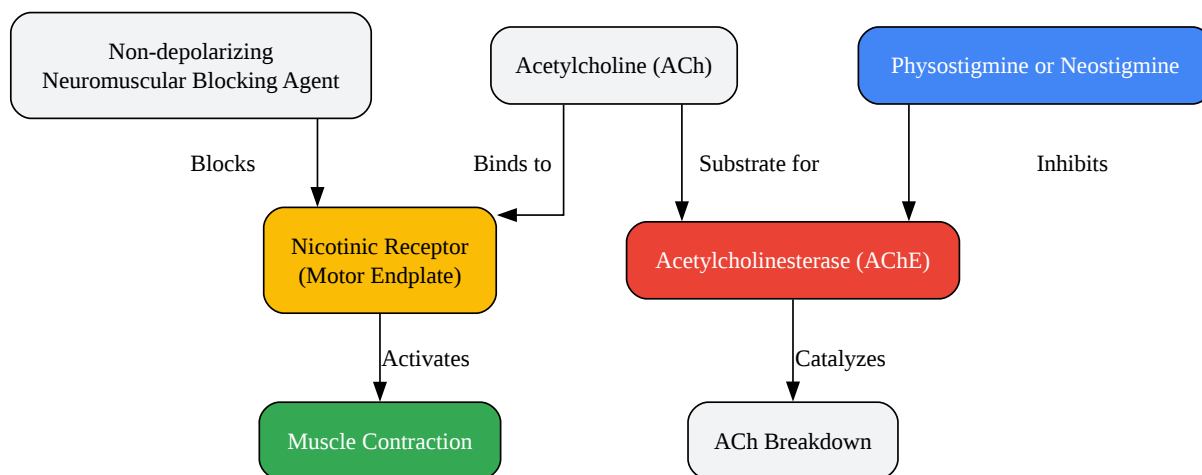 Non-depolarizing
Neuromuscular Blocking Agent
Acetylcholine (ACh)
Physostigmine or Neostigmine
Blocks
Binds to
Substrate for
Inhibits
Nicotinic Receptor
(Motor Endplate)
Acetylcholinesterase (AChE)
Activates
Catalyzes
Muscle Contraction
ACh Breakdown